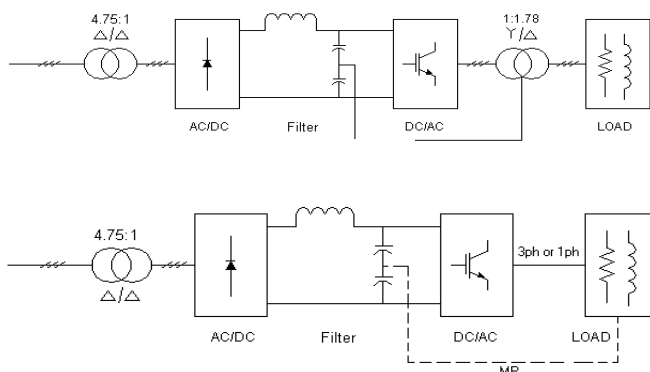 4.75:1
△/△
1:1.78
Y/△
AC/DC
Filter
DC/AC
LOAD
4.75:1
△/△
3ph or 1ph
AC/DC
Filter
DC/AC
LOAD
MP